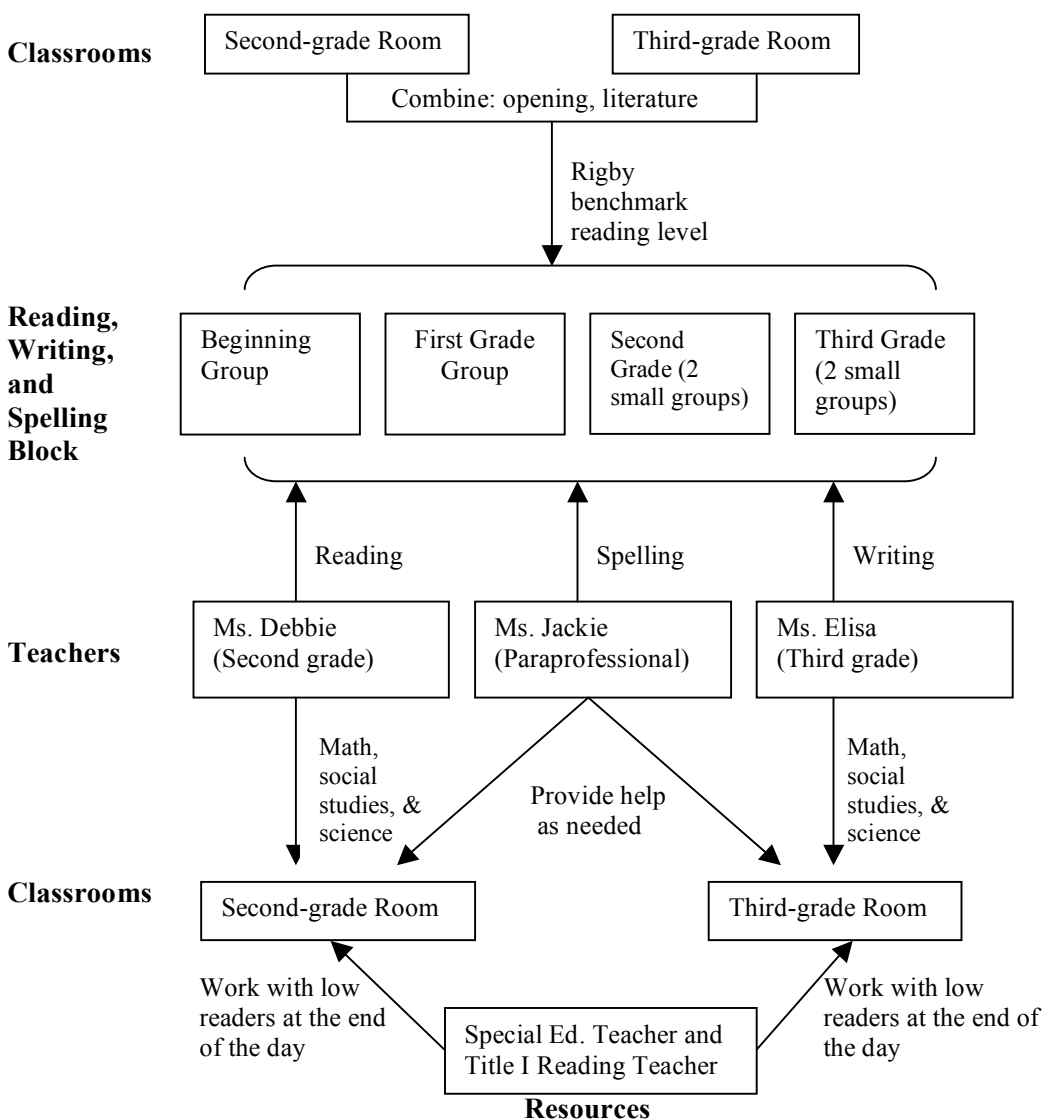 Classrooms
Second-grade Room
Third-grade Room
Combine: opening, literature
Rigby
benchmark
reading level
Reading,
Writing,
and
Spelling
Block
Beginning
Group
First Grade
Group
Second
Grade (2
small groups)
Third Grade
(2 small
groups)
Reading
Spelling
Writing
Teachers
Ms. Debbie
(Second grade)
Ms. Jackie
(Paraprofessional)
Ms. Elisa
(Third grade)
Math,
social
studies, &
science
Provide help
as needed
Math,
social
studies, &
science
Classrooms
Second-grade Room
Third-grade Room
Work with low
readers at the end
of the day
Special Ed. Teacher and
Title I Reading Teacher
Work with low
readers at the end of
the day
Resources